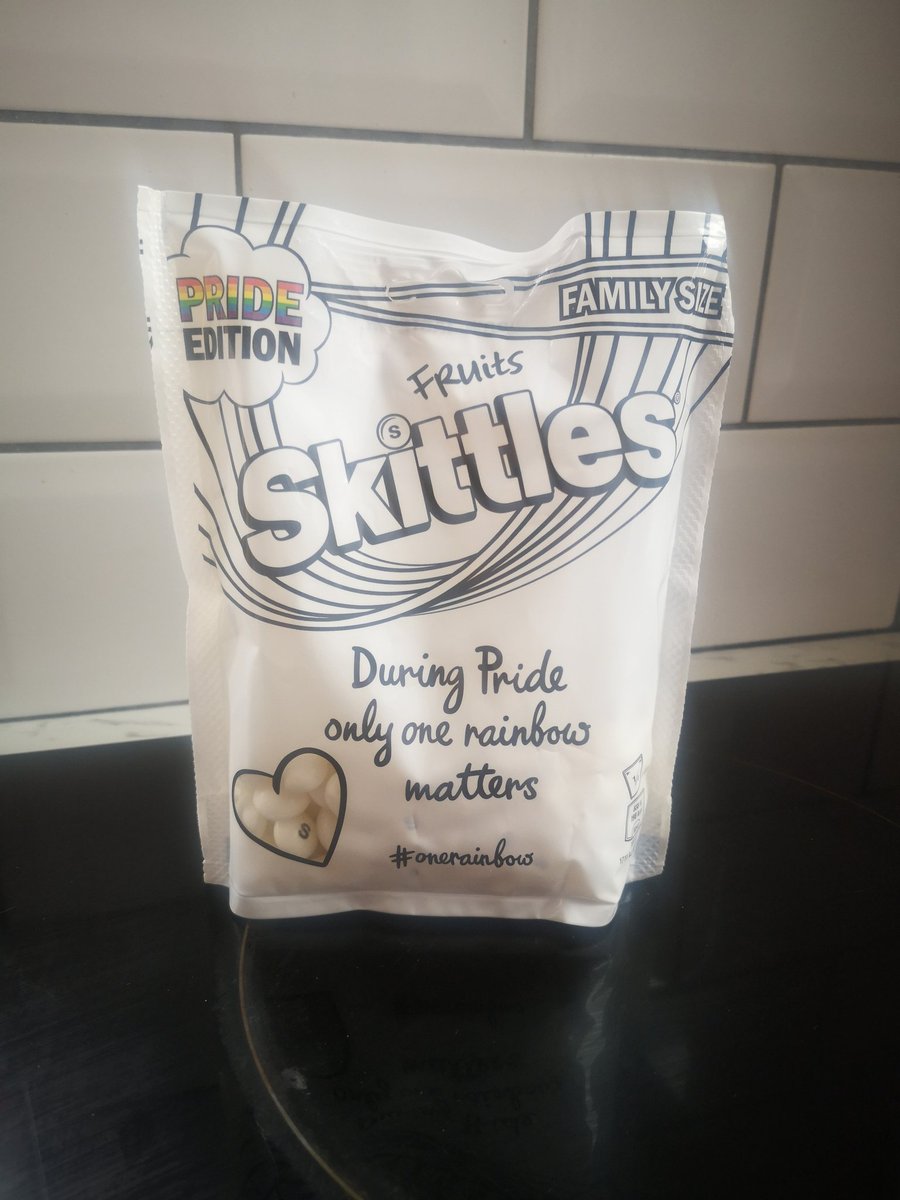 PRIDE
EDITION
FAMILY SIZE
Fruits
Skittles
During Pride
only one rainbow
matters
S
#onerainbow